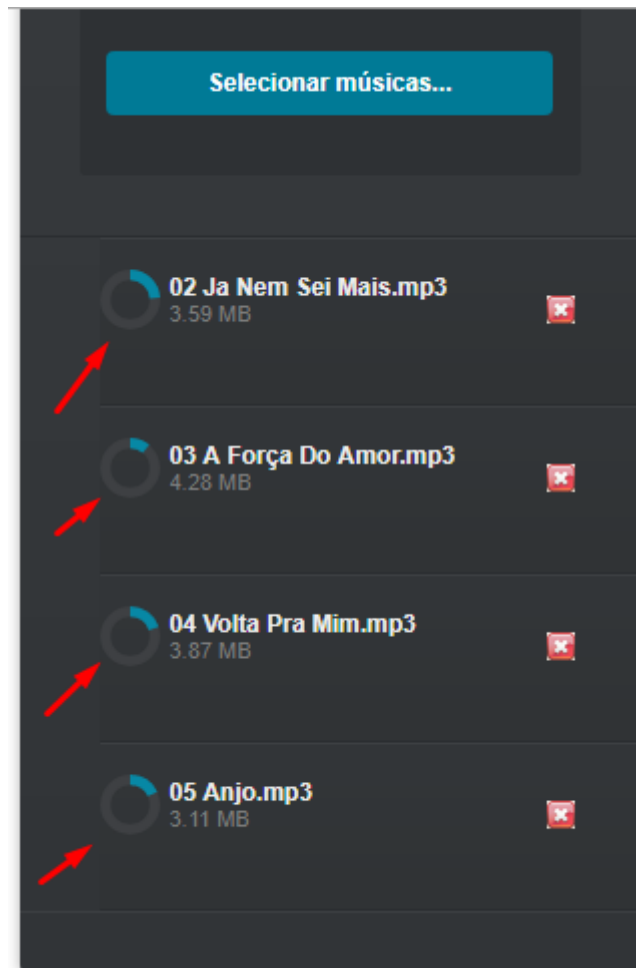 Selecionar músicas...
02 Ja Nem Sei Mais.mp3
3.59 MB
03 A Força Do Amor.mp3
4.28 MB
04 Volta Pra Mim.mp3
3.87 MB
05 Anjo.mp3
3.11 MB